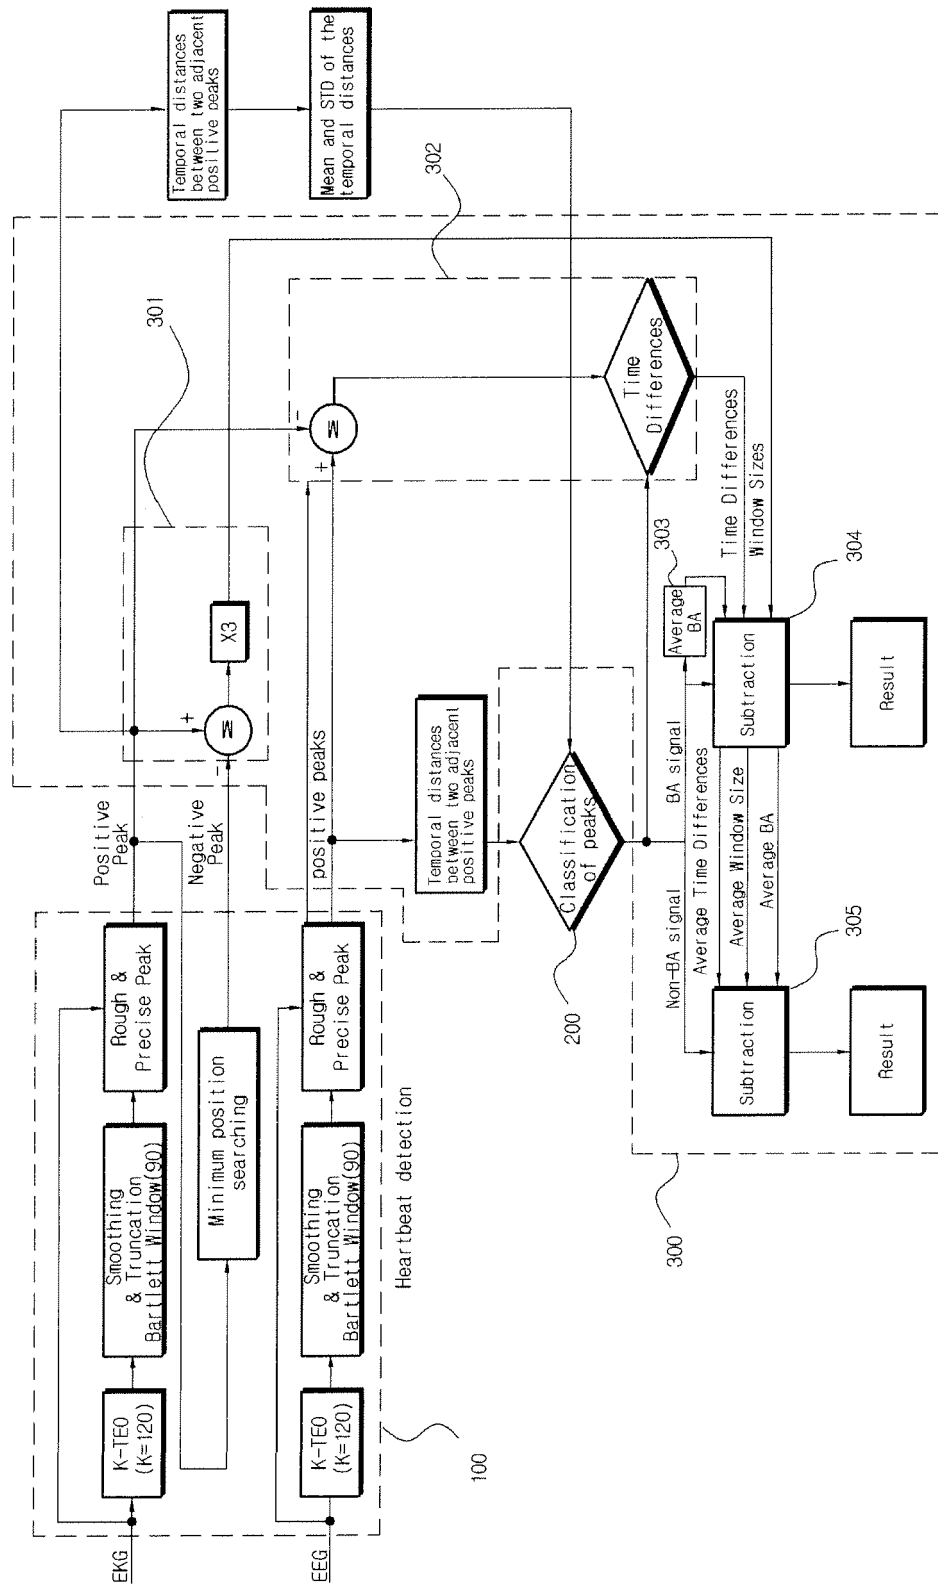 EKG
K-TEO
(K=120)
Smoothing
& Truncation
Bartlett Window(90)
Rough &
Precise Peak
Positive
Peak
+
M
-
X3
301
Temporal distances
between two adjacent
positive peaks
Mean and STD of the
temporal distances
Minimum position
searching
Negative
Peak
EEG
K-TEO
(K=120)
Smoothing
& Truncation
Bartlett Window(90)
Rough &
Precise Peak
positive peaks
+
-
M
302
Time
Differences
100
Heartbeat detection
Temporal distances
between two adjacent
positive peaks
Classification
of peaks
200
Non-BA signal
BA signal
Average
BA
303
Time Differences
Window Sizes
Average Time Differences
Average Window Size
Average BA
Subtraction
305
Subtraction
304
Result
Result
300